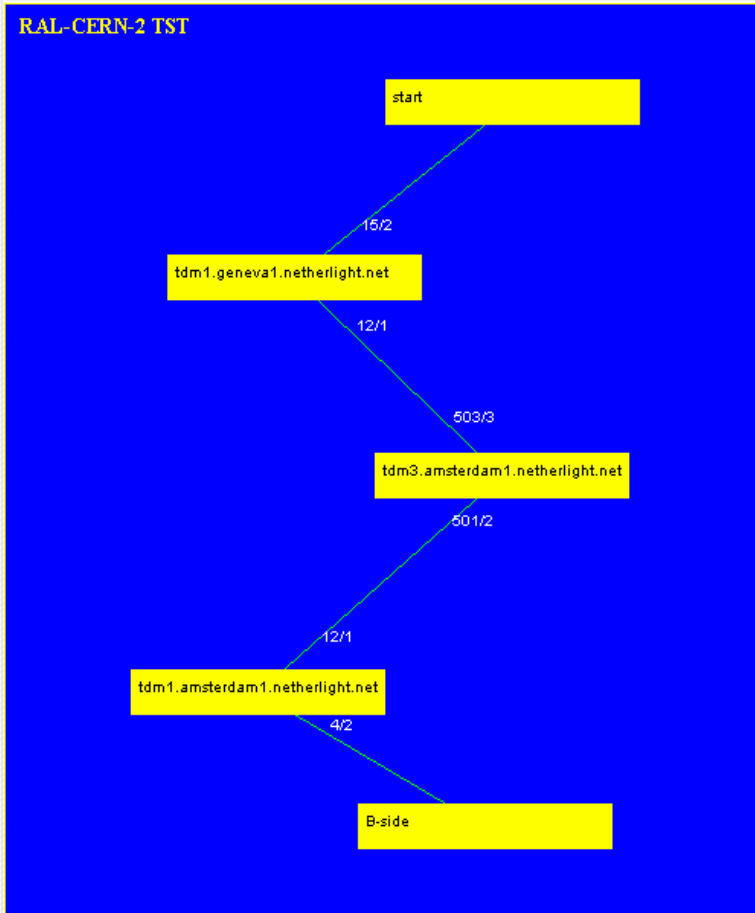 RAL-CERN-2 TST
start
15/2
tdm1.geneva1.netherlight.net
12/1
503/3
tdm3.amsterdam1.netherlight.net
501/2
12/1
tdm1.amsterdam1.netherlight.net
4/2
B-side